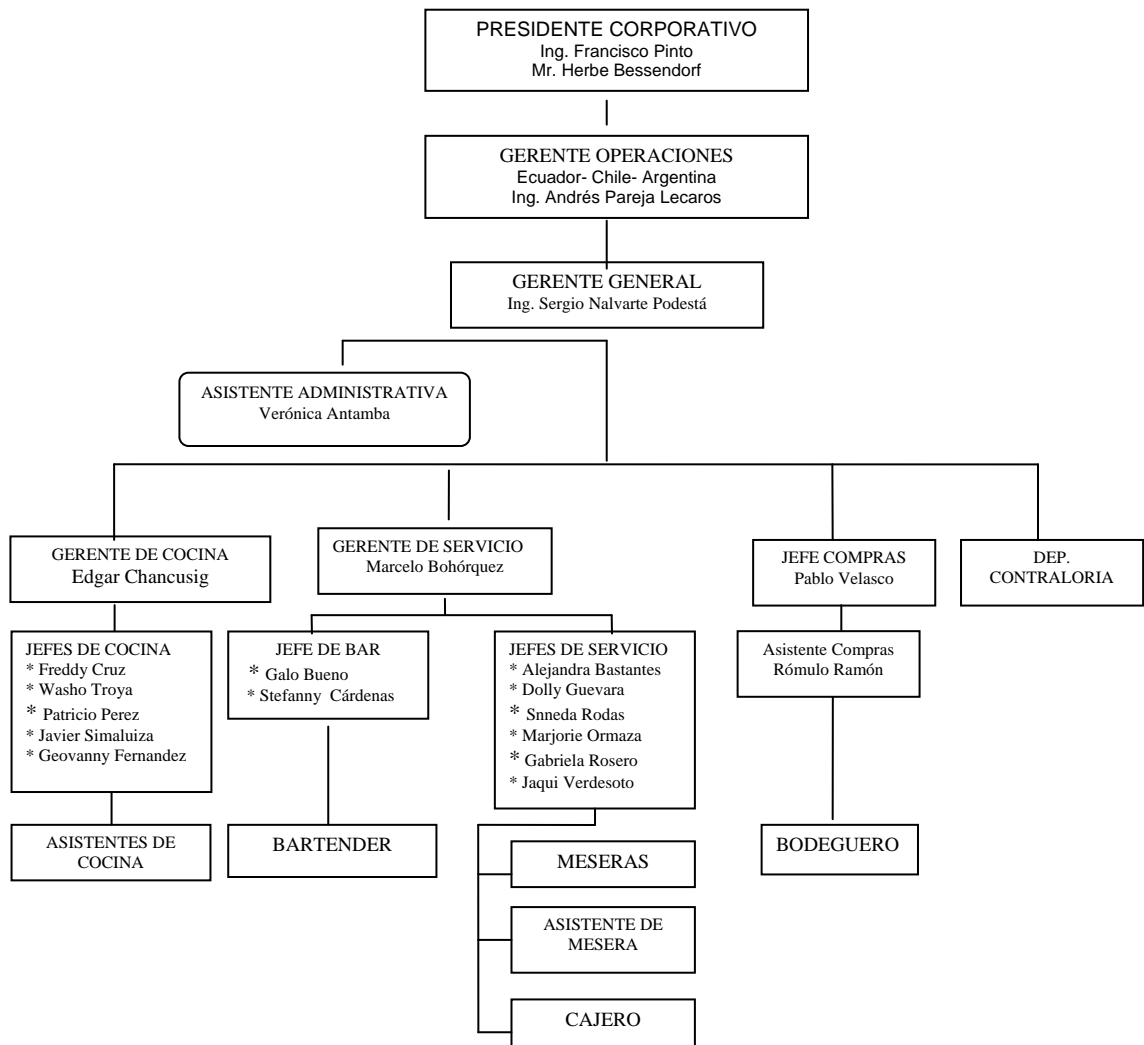 PRESIDENTE CORPORATIVO
Ing. Francisco Pinto
Mr. Herbe Bessendorf
GERENTE OPERACIONES
Ecuador- Chile- Argentina
Ing. Andrés Pareja Lecaros
GERENTE GENERAL
Ing. Sergio Nalvarte Podestá
ASISTENTE ADMINISTRATIVA
Verónica Antamba
GERENTE DE COCINA
Edgar Chancusig
GERENTE DE SERVICIO
Marcelo Bohórquez
JEFE COMPRAS
Pablo Velasco
DEP.
CONTRALORIA
JEFES DE COCINA
* Freddy Cruz
* Washo Troya
* Patricio Perez
* Javier Simaluiza
* Geovanny Fernandez
JEFE DE BAR
* Galo Bueno
* Stefanny Cárdenas
JEFES DE SERVICIO
* Alejandra Bastantes
* Dolly Guevara
* Snneda Rodas
* Marjorie Ormaza
* Gabriela Rosero
* Jaqui Verdesoto
Asistente Compras
Rómulo Ramón
ASISTENTES DE
COCINA
BARTENDER
MESERAS
ASISTENTE DE
MESERA
CAJERO
BODEGUERO